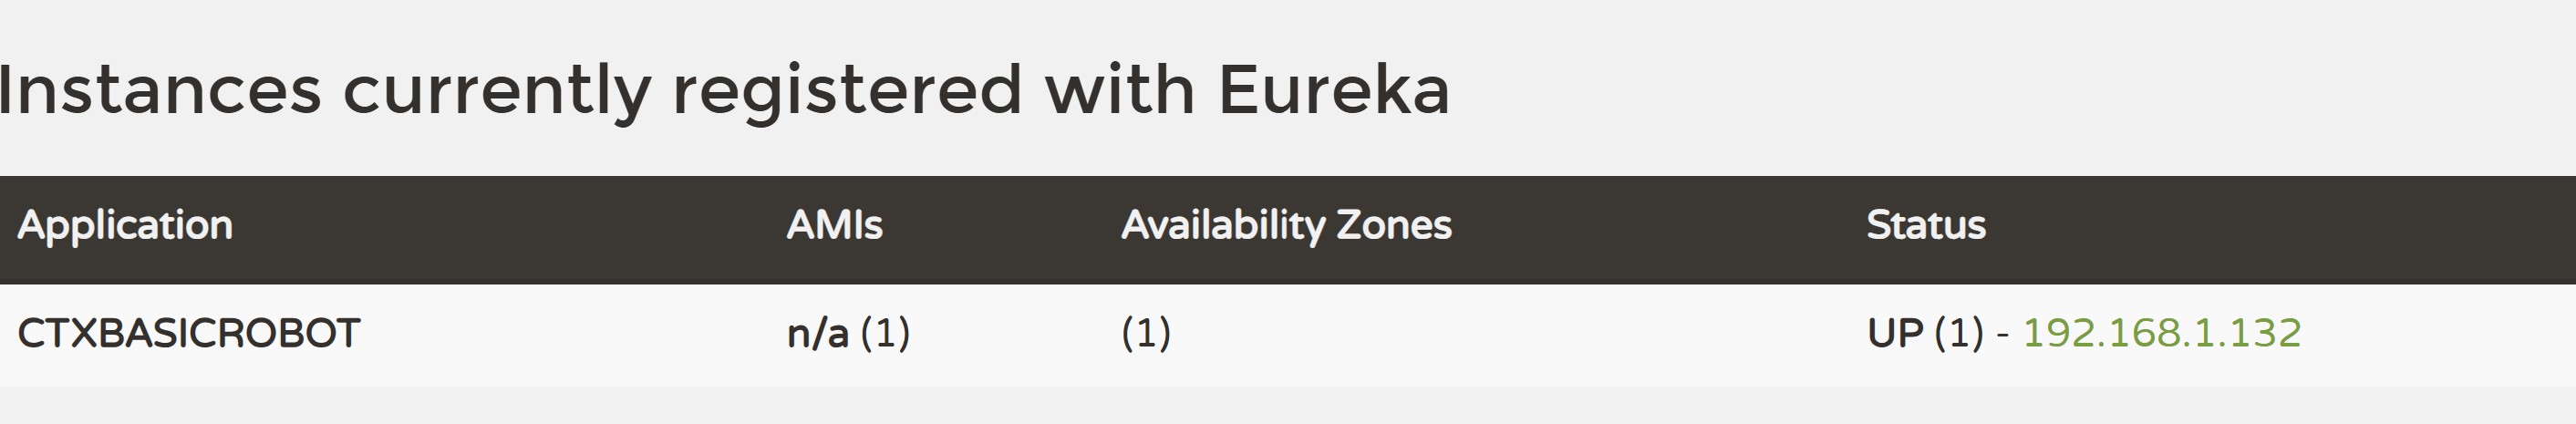 Instances currently registered with Eureka
Application AMIs Availability Zones Status
CTXBASICROBOT n/a (1) (1) UP (1) - 192.168.1.132